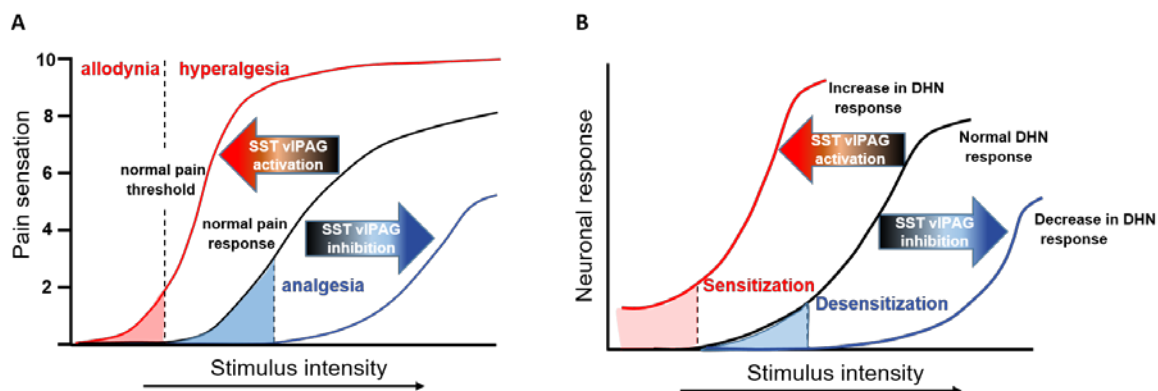 A
Pain sensation
10
8
6
4
2
allodynia
hyperalgesia
SST vlPAG
activation
normal pain
threshold
normal pain
response
SST vlPAG
inhibition
analgesia
Stimulus intensity
B
Neuronal response
Increase in DHN
response
SST vlPAG
activation
Normal DHN
response
SST vlPAG
inhibition
Decrease in DHN
response
Sensitization
Desensitization
Stimulus intensity